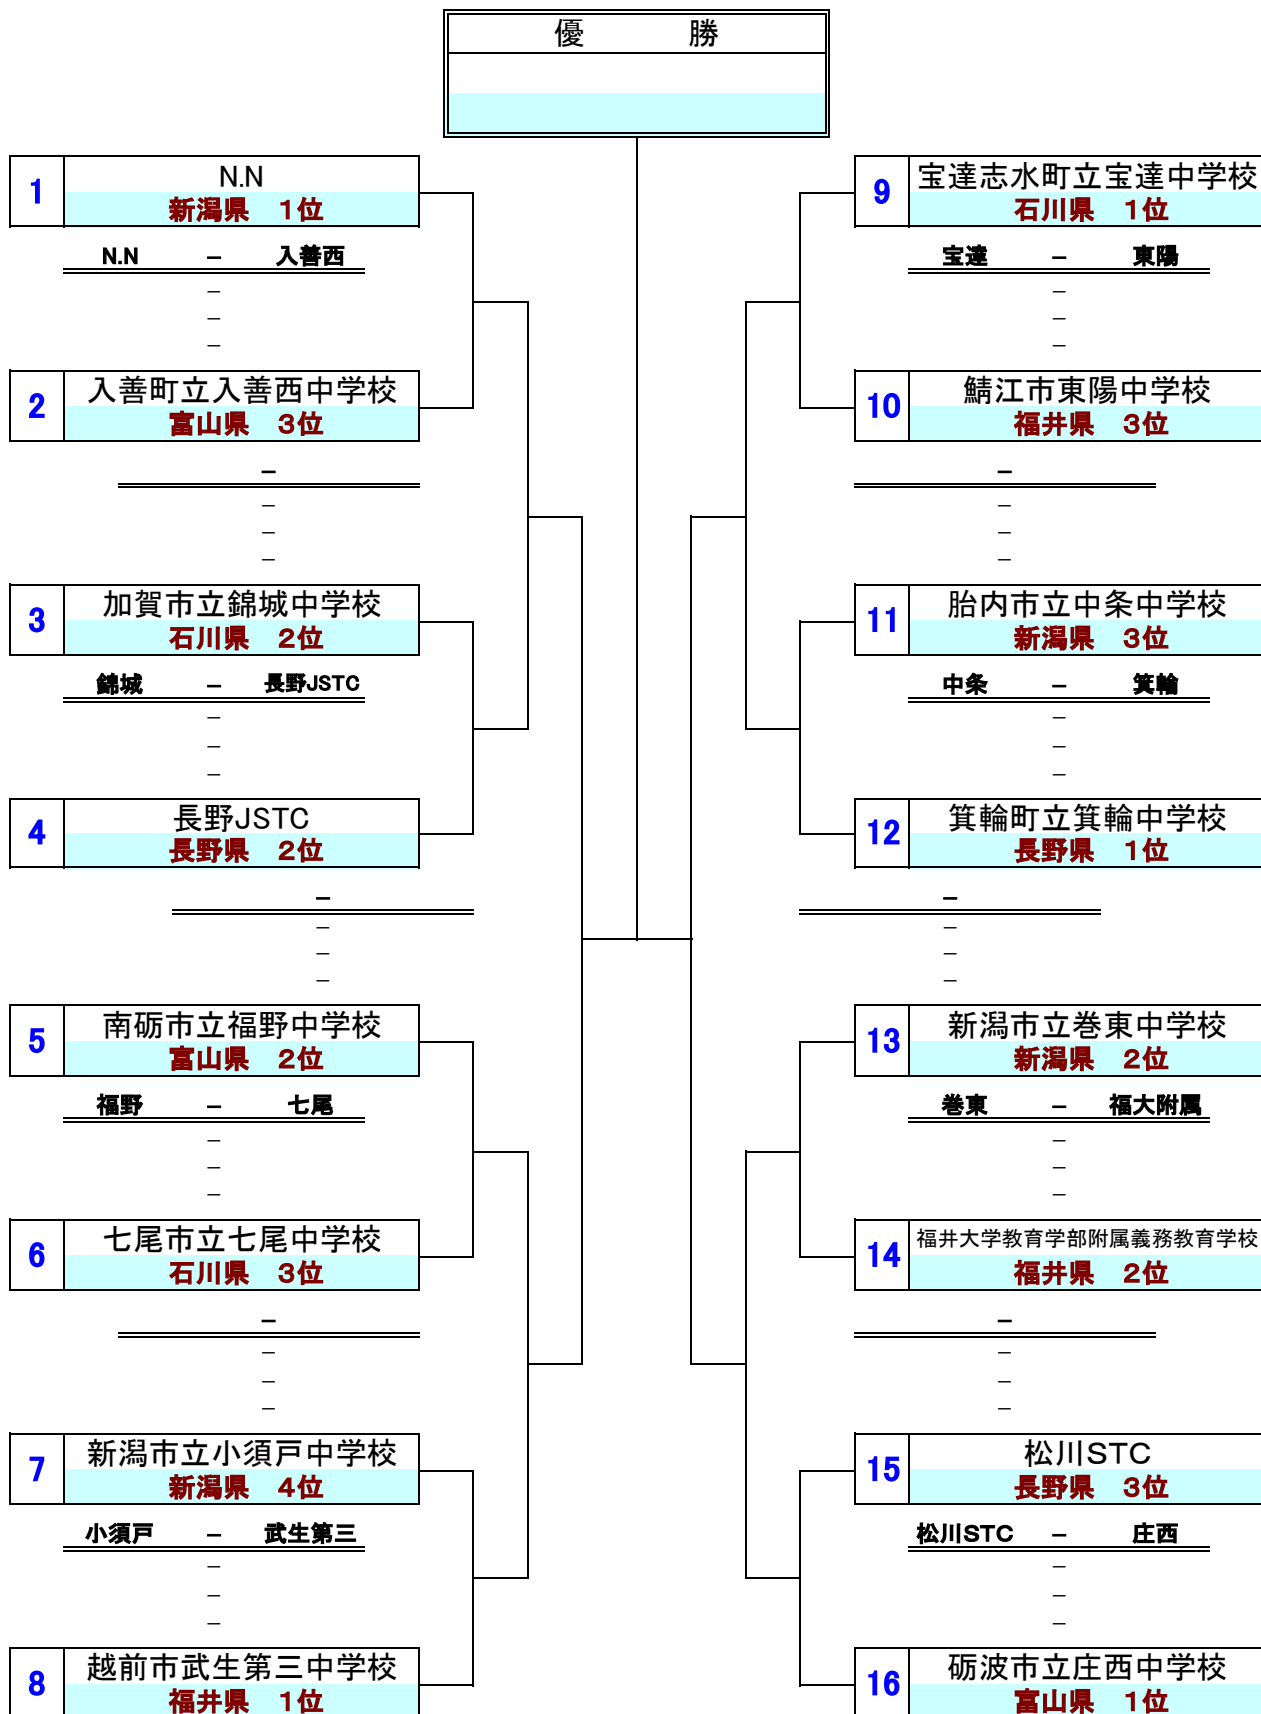 優　勝
1
N.N
新潟県　1位
N.N　–　入善西
–
–
–
2
入善町立入善西中学校
富山県　3位
–
–
–
–
3
加賀市立錦城中学校
石川県　2位
錦城　–　長野JSTC
–
–
–
4
長野JSTC
長野県　2位
–
–
–
–
5
南砺市立福野中学校
富山県　2位
福野　–　七尾
–
–
–
6
七尾市立七尾中学校
石川県　3位
–
–
–
–
7
新潟市立小須戸中学校
新潟県　4位
小須戸　–　武生第三
–
–
–
8
越前市武生第三中学校
福井県　1位
9
宝達志水町立宝達中学校
石川県　1位
宝達　–　東陽
–
–
–
10
鯖江市東陽中学校
福井県　3位
–
–
–
–
11
胎内市立中条中学校
新潟県　3位
中条　–　箕輪
–
–
–
12
箕輪町立箕輪中学校
長野県　1位
–
–
–
–
13
新潟市立巻東中学校
新潟県　2位
巻東　–　福大附属
–
–
–
14
福井大学教育学部附属義務教育学校
福井県　2位
–
–
–
–
15
松川STC
長野県　3位
松川STC　–　庄西
–
–
–
16
砺波市立庄西中学校
富山県　1位